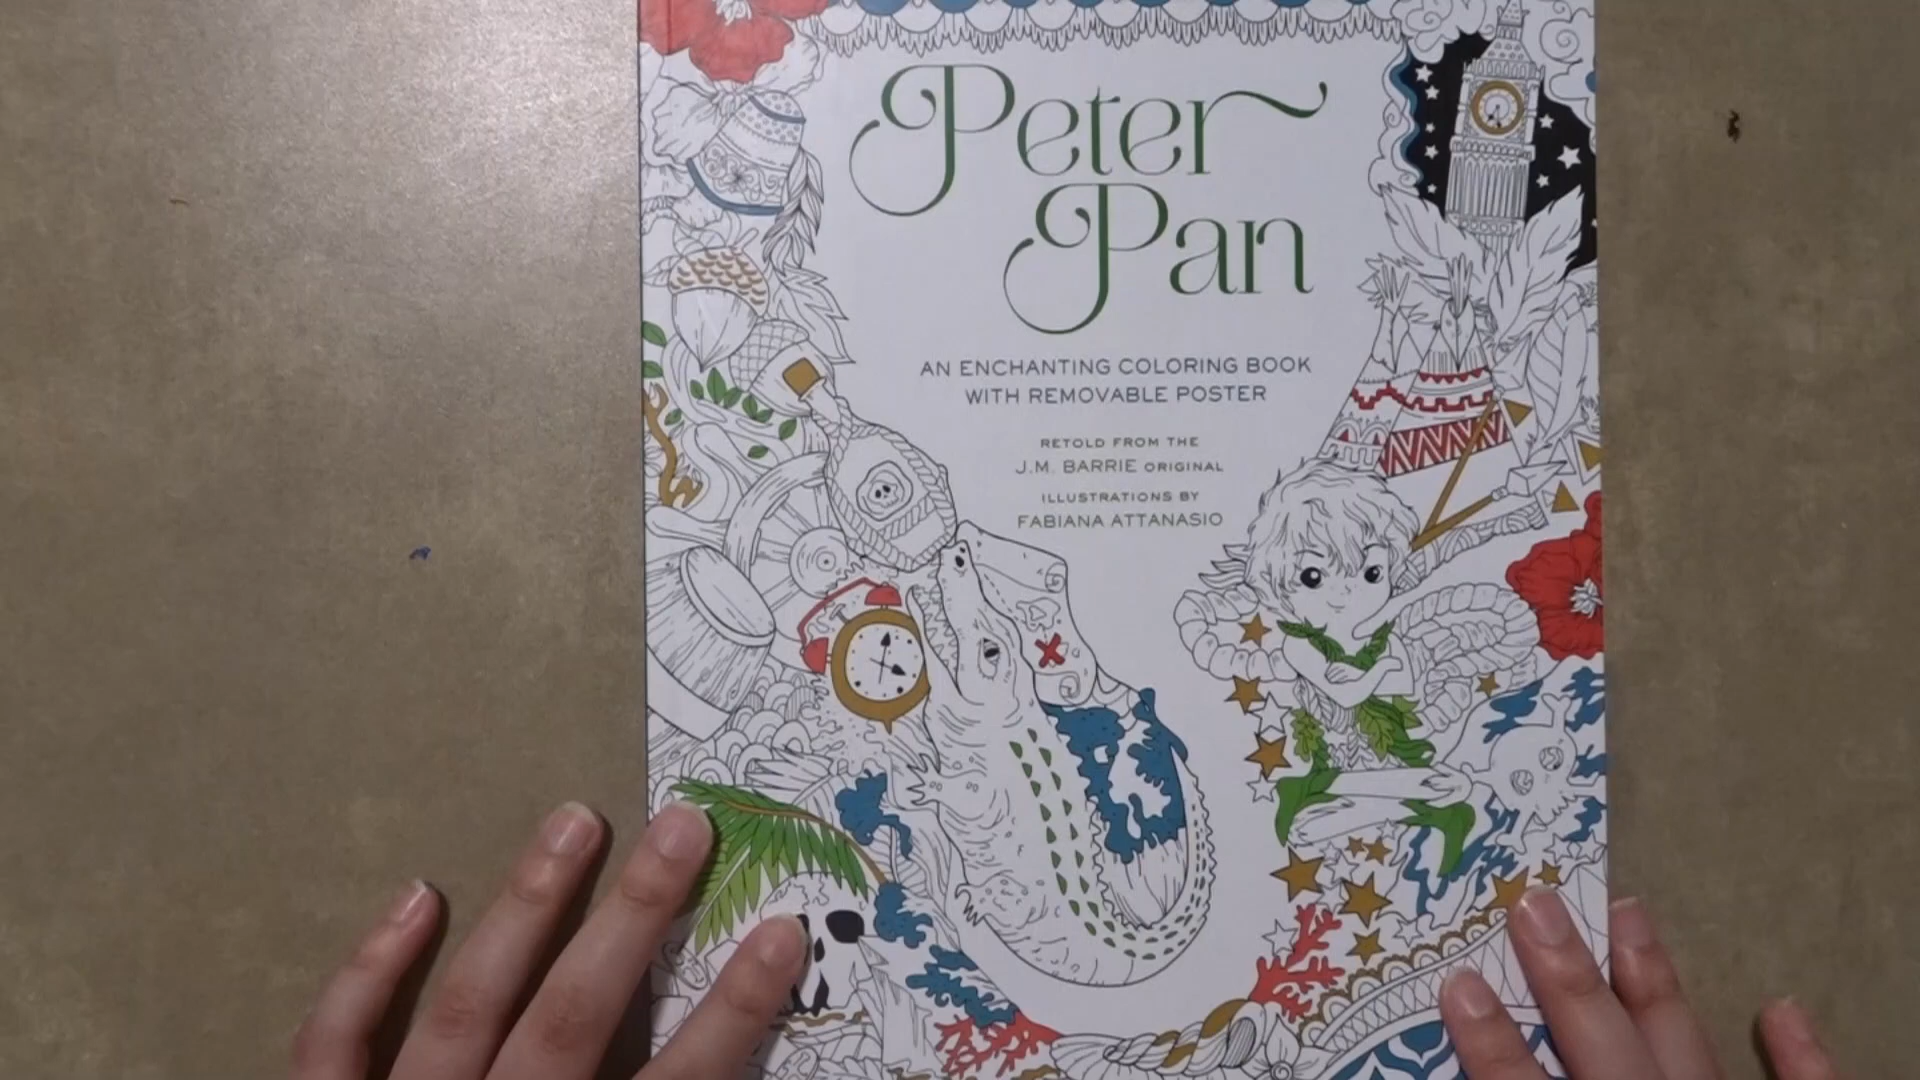 Peter
Pan
AN ENCHANTING COLORING BOOK
WITH REMOVABLE POSTER
RETOLD FROM THE
J.M. BARRIE ORIGINAL
ILLUSTRATIONS BY
FABIANA ATTANASIO